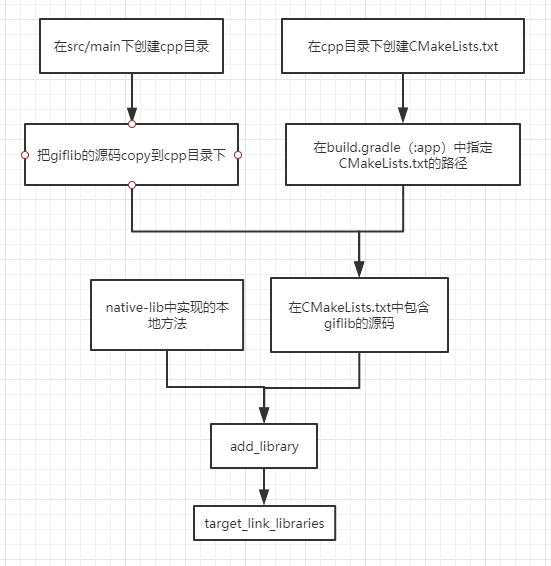 在src/main下创建cpp目录
在cpp目录下创建CMakeLists.txt
把giflib的源码copy到cpp目录下
在build.gradle（:app）中指定
CMakeLists.txt的路径
native-lib中实现的本
地方法
在CMakeLists.txt中包含
giflib的源码
add_library
target_link_libraries